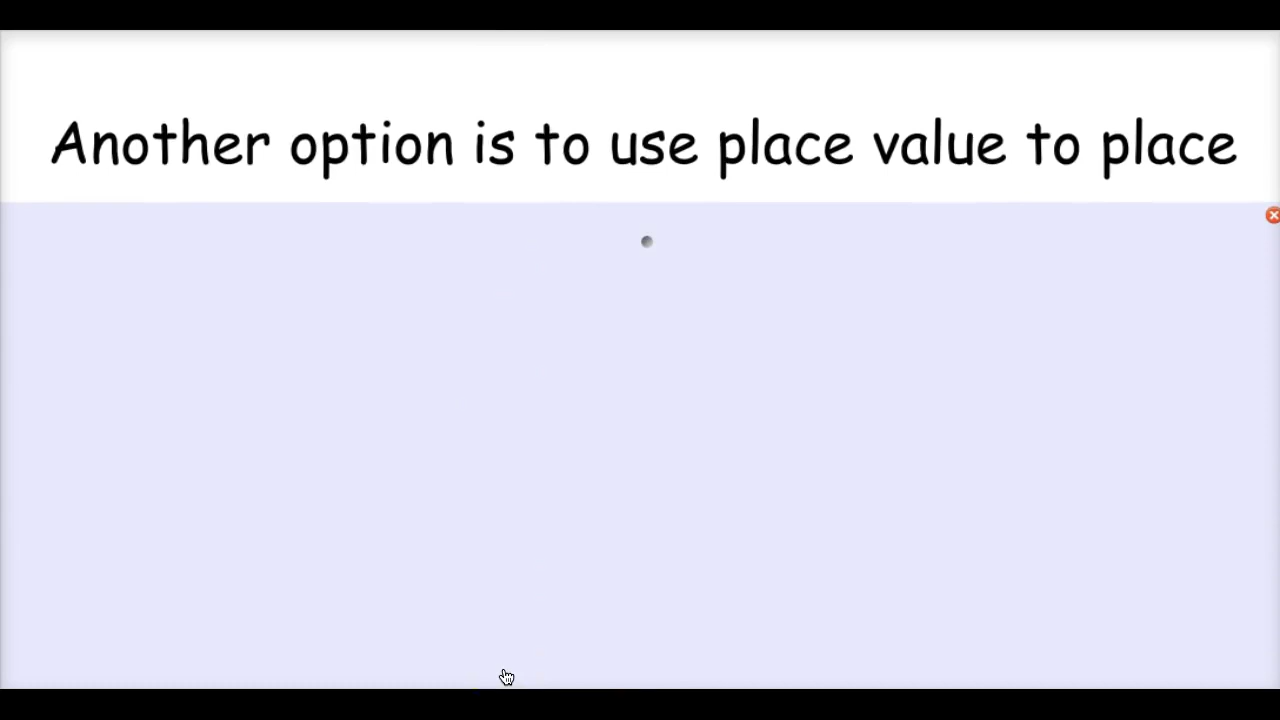 Another option is to use place value to place